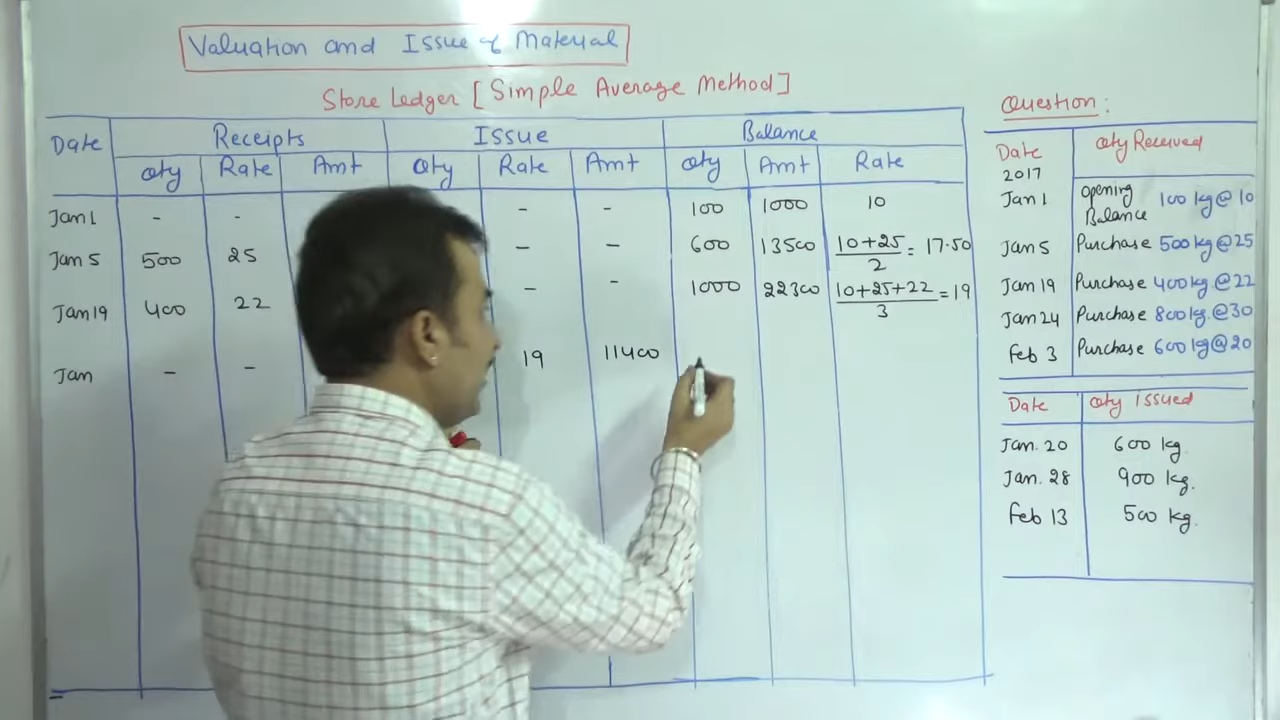 Valuation and Issue of Material
Store Ledger [Simple Average Method]
Date Receipts Issue Balance
Qty Rate Amt Qty Rate Amt Qty Amt Rate
Jan 1 - - - - 100 1000 10
Jan 5 500 25 - - 600 13500 10+25/2 = 17.50
Jan 19 400 22 - - 1000 22300 10+25+22/3 = 19
Jan - - 19 11400
Question:
Date 2017 Qty Received
Jan 1 Opening Balance 100 kg @ 10
Jan 5 Purchase 500 kg @ 25
Jan 19 Purchase 400 kg @ 22
Jan 24 Purchase 800 kg. @ 30
Feb 3 Purchase 600 kg @ 20
Date Qty Issued
Jan. 20 600 kg.
Jan. 28 900 kg.
Feb 13 500 kg.